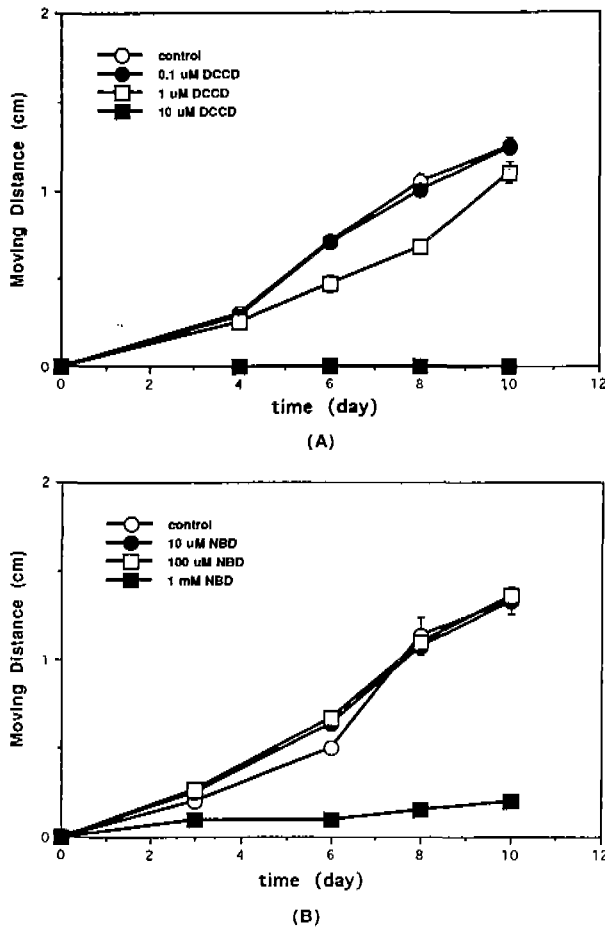 2
control
0.1 uM DCCD
1 uM DCCD
10 uM DCCD
1
Moving Distance (cm)
0
0 2 4 6 8 10 12
time (day)
(A)
2
control
10 uM NBD
100 uM NBD
1 mM NBD
1
Moving Distance (cm)
0
0 2 4 6 8 10 12
time (day)
(B)